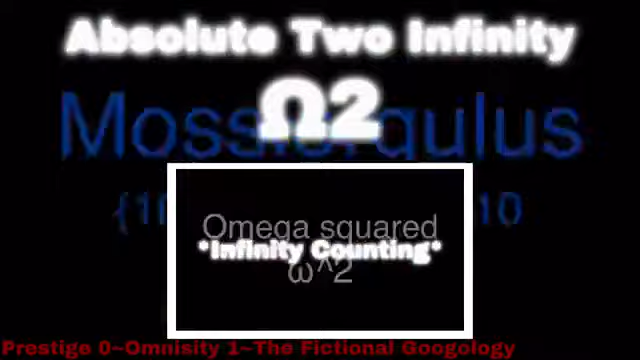 Absolute Two Infinity
Ω2
Omega squared
*Infinity Counting*
ω^2
Prestige 0~Omnisity 1~The Fictional Googology